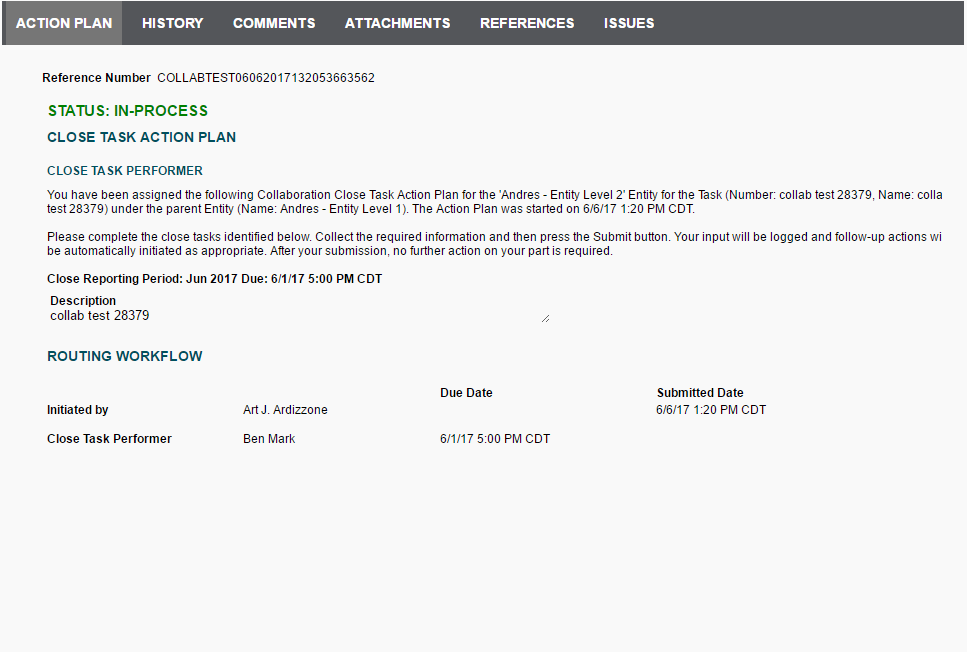 ACTION PLAN HISTORY COMMENTS ATTACHMENTS REFERENCES ISSUES
Reference Number COLLABTEST06062017132053663562
STATUS: IN-PROCESS
CLOSE TASK ACTION PLAN
CLOSE TASK PERFORMER
You have been assigned the following Collaboration Close Task Action Plan for the 'Andres - Entity Level 2' Entity for the Task (Number: collab test 28379, Name: colla
test 28379) under the parent Entity (Name: Andres - Entity Level 1). The Action Plan was started on 6/6/17 1:20 PM CDT.
Please complete the close tasks identified below. Collect the required information and then press the Submit button. Your input will be logged and follow-up actions wi
be automatically initiated as appropriate. After your submission, no further action on your part is required.
Close Reporting Period: Jun 2017 Due: 6/1/17 5:00 PM CDT
Description
collab test 28379
ROUTING WORKFLOW
Due Date Submitted Date
Initiated by Art J. Ardizzone 6/6/17 1:20 PM CDT
Close Task Performer Ben Mark 6/1/17 5:00 PM CDT